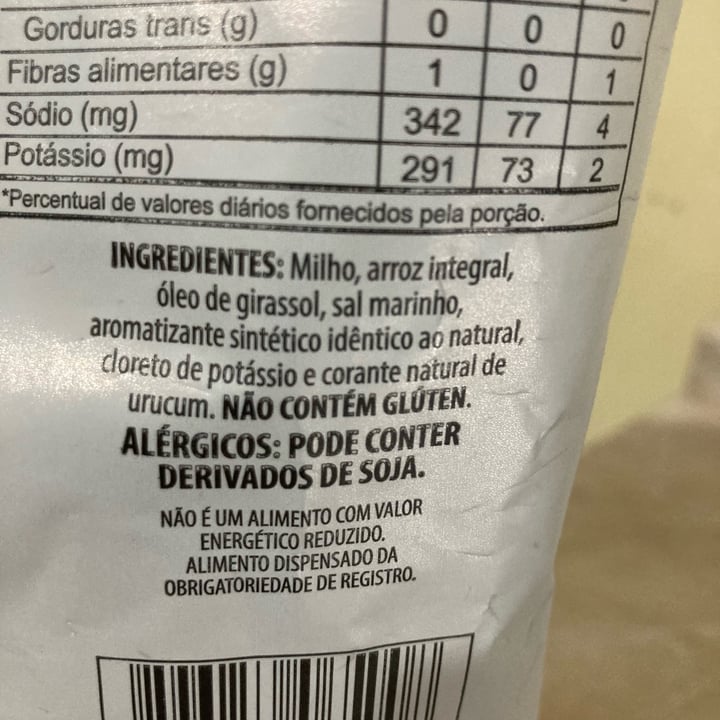 Gorduras trans (g) 0 0 0
Fibras alimentares (g) 1 0 1
Sódio (mg) 342 77 4
Potássio (mg) 291 73 2
*Percentual de valores diários fornecidos pela porção.
INGREDIENTES: Milho, arroz integral,
óleo de girassol, sal marinho,
aromatizante sintético idêntico ao natural,
cloreto de potássio e corante natural de
urucum. NÃO CONTÉM GLÚTEN.
ALÉRGICOS: PODE CONTER
DERIVADOS DE SOJA.
NÃO É UM ALIMENTO COM VALOR
ENERGÉTICO REDUZIDO.
ALIMENTO DISPENSADO DA
OBRIGATORIEDADE DE REGISTRO.